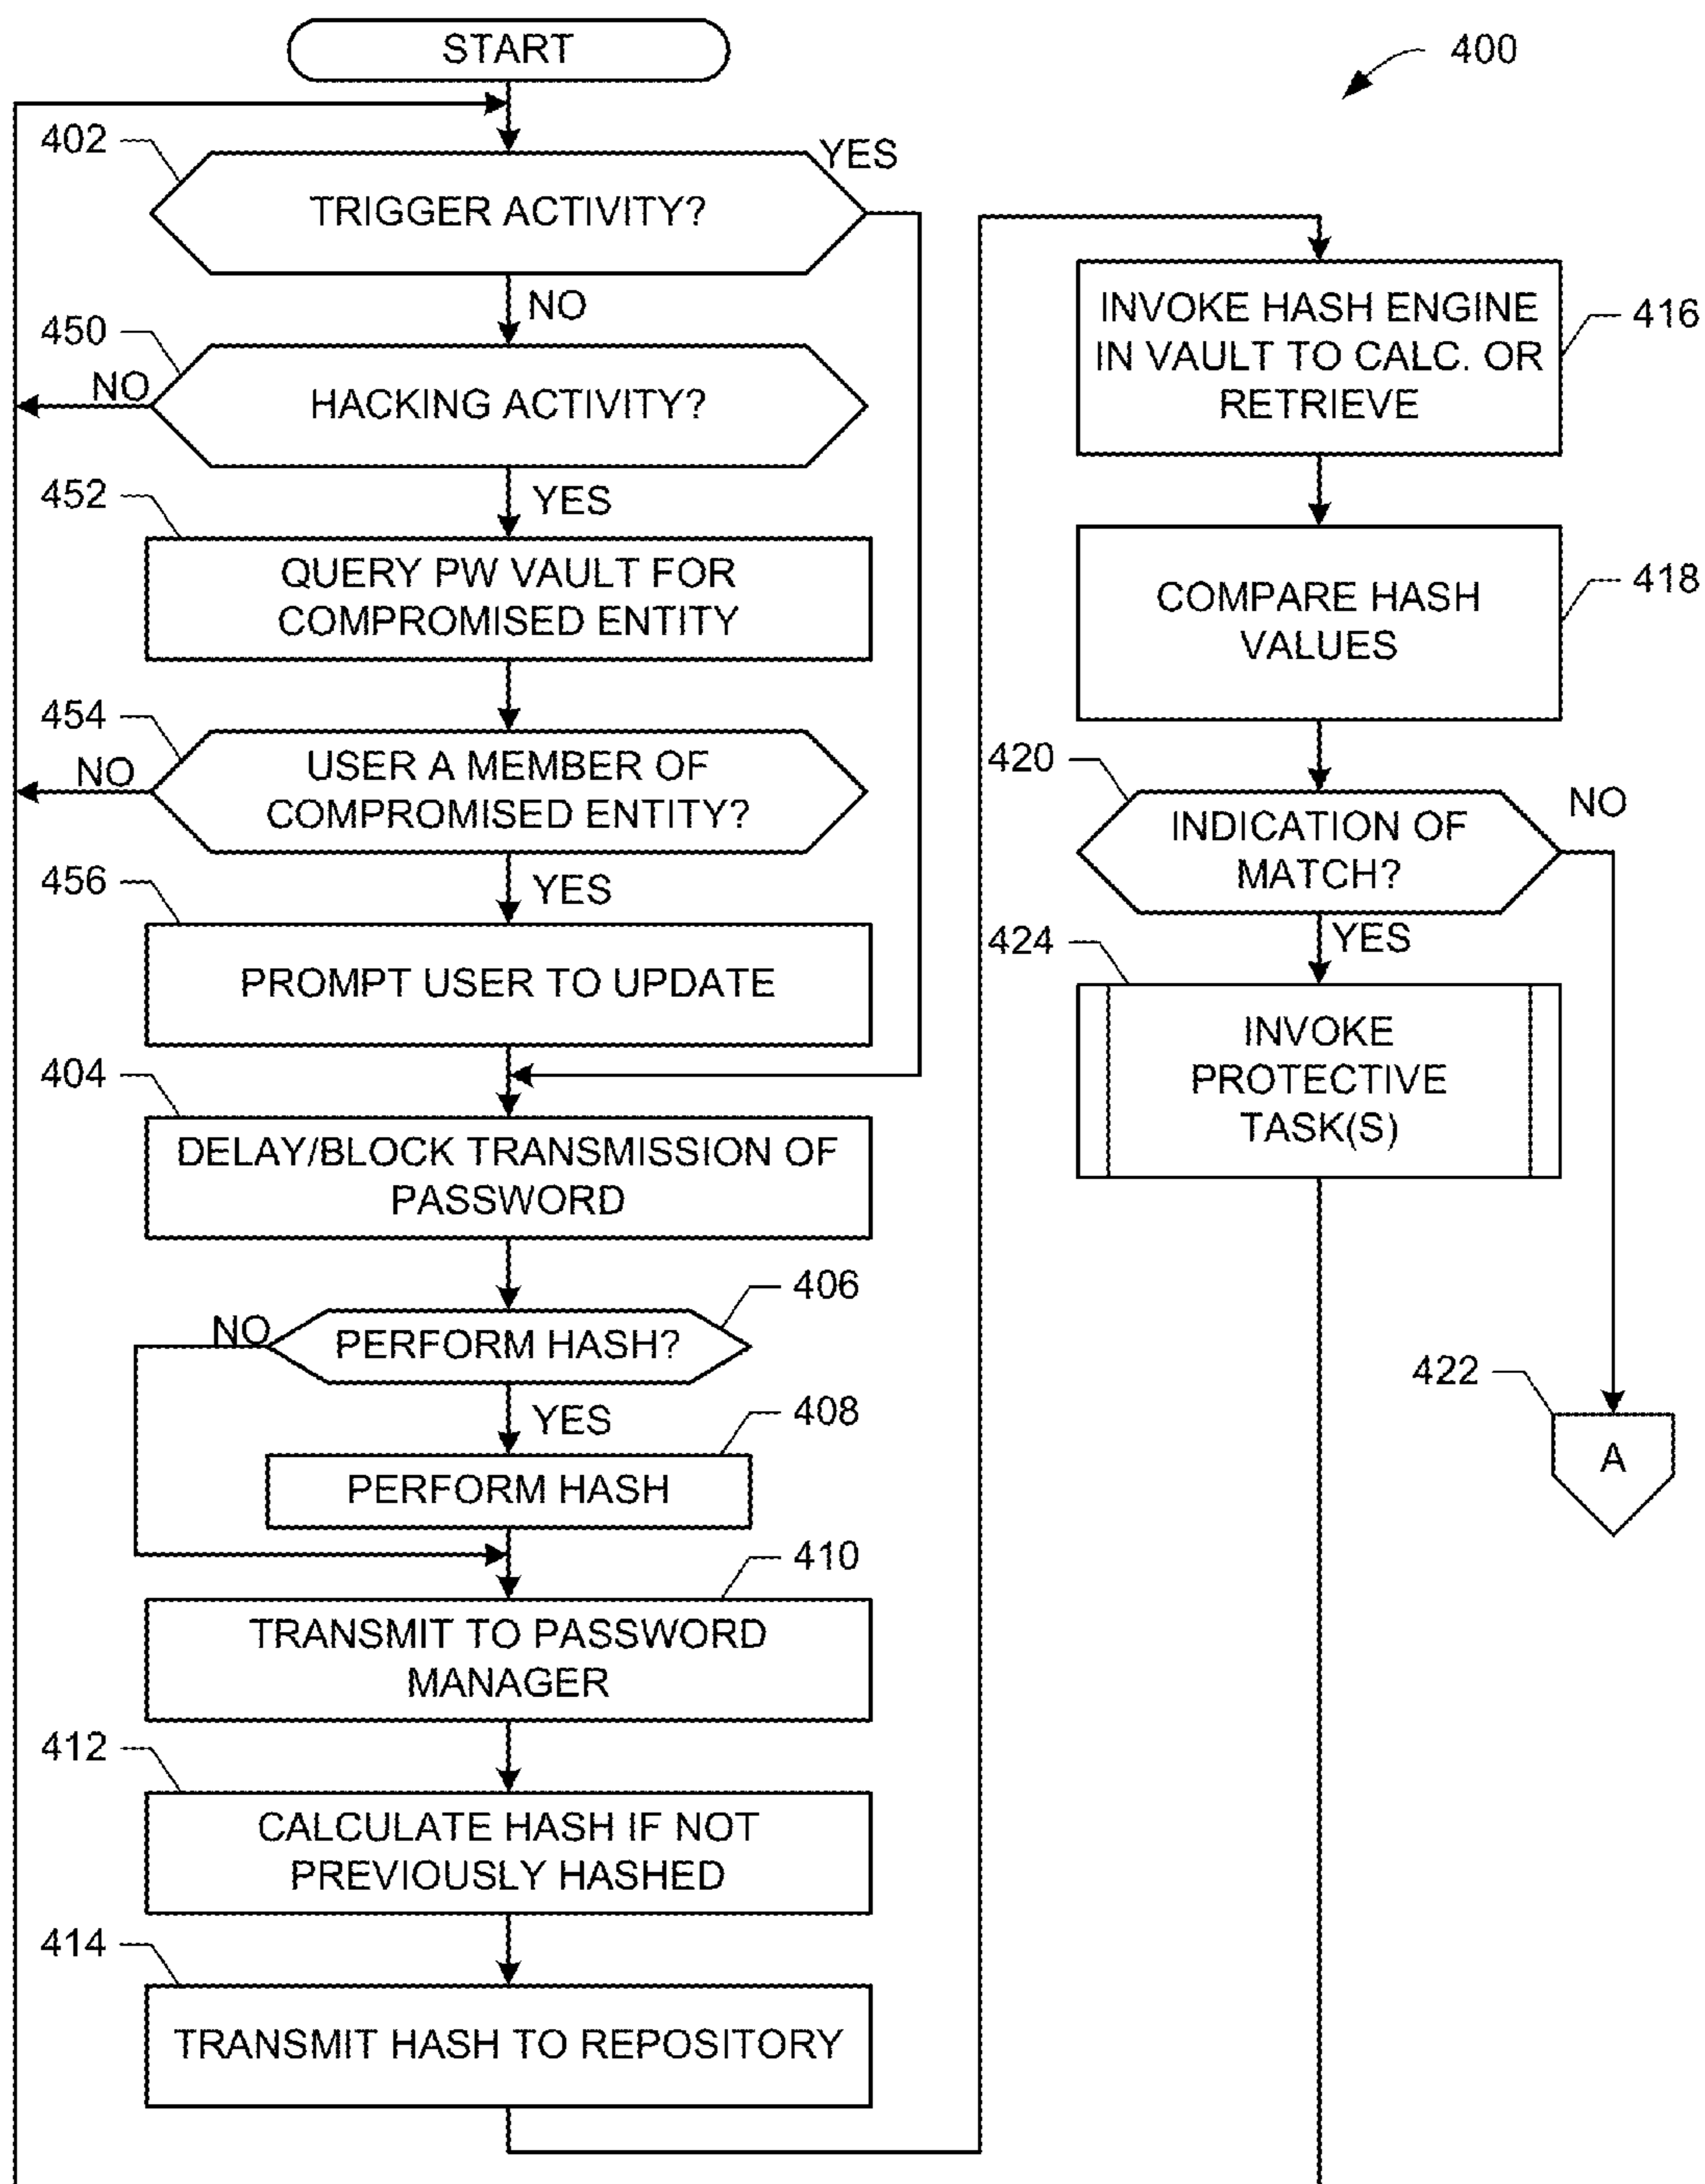 START
400
402
YES
TRIGGER ACTIVITY?
NO
450
NO
HACKING ACTIVITY?
YES
452
QUERY PW VAULT FOR
COMPROMISED ENTITY
454
NO
USER A MEMBER OF
COMPROMISED ENTITY?
YES
456
PROMPT USER TO UPDATE
404
DELAY/BLOCK TRANSMISSION OF
PASSWORD
406
NO
PERFORM HASH?
YES
408
PERFORM HASH
410
TRANSMIT TO PASSWORD
MANAGER
412
CALCULATE HASH IF NOT
PREVIOUSLY HASHED
414
TRANSMIT HASH TO REPOSITORY
INVOKE HASH ENGINE
IN VAULT TO CALC. OR
RETRIEVE
416
COMPARE HASH
VALUES
418
420
INDICATION OF
MATCH?
NO
YES
424
INVOKE
PROTECTIVE
TASK(S)
422
A